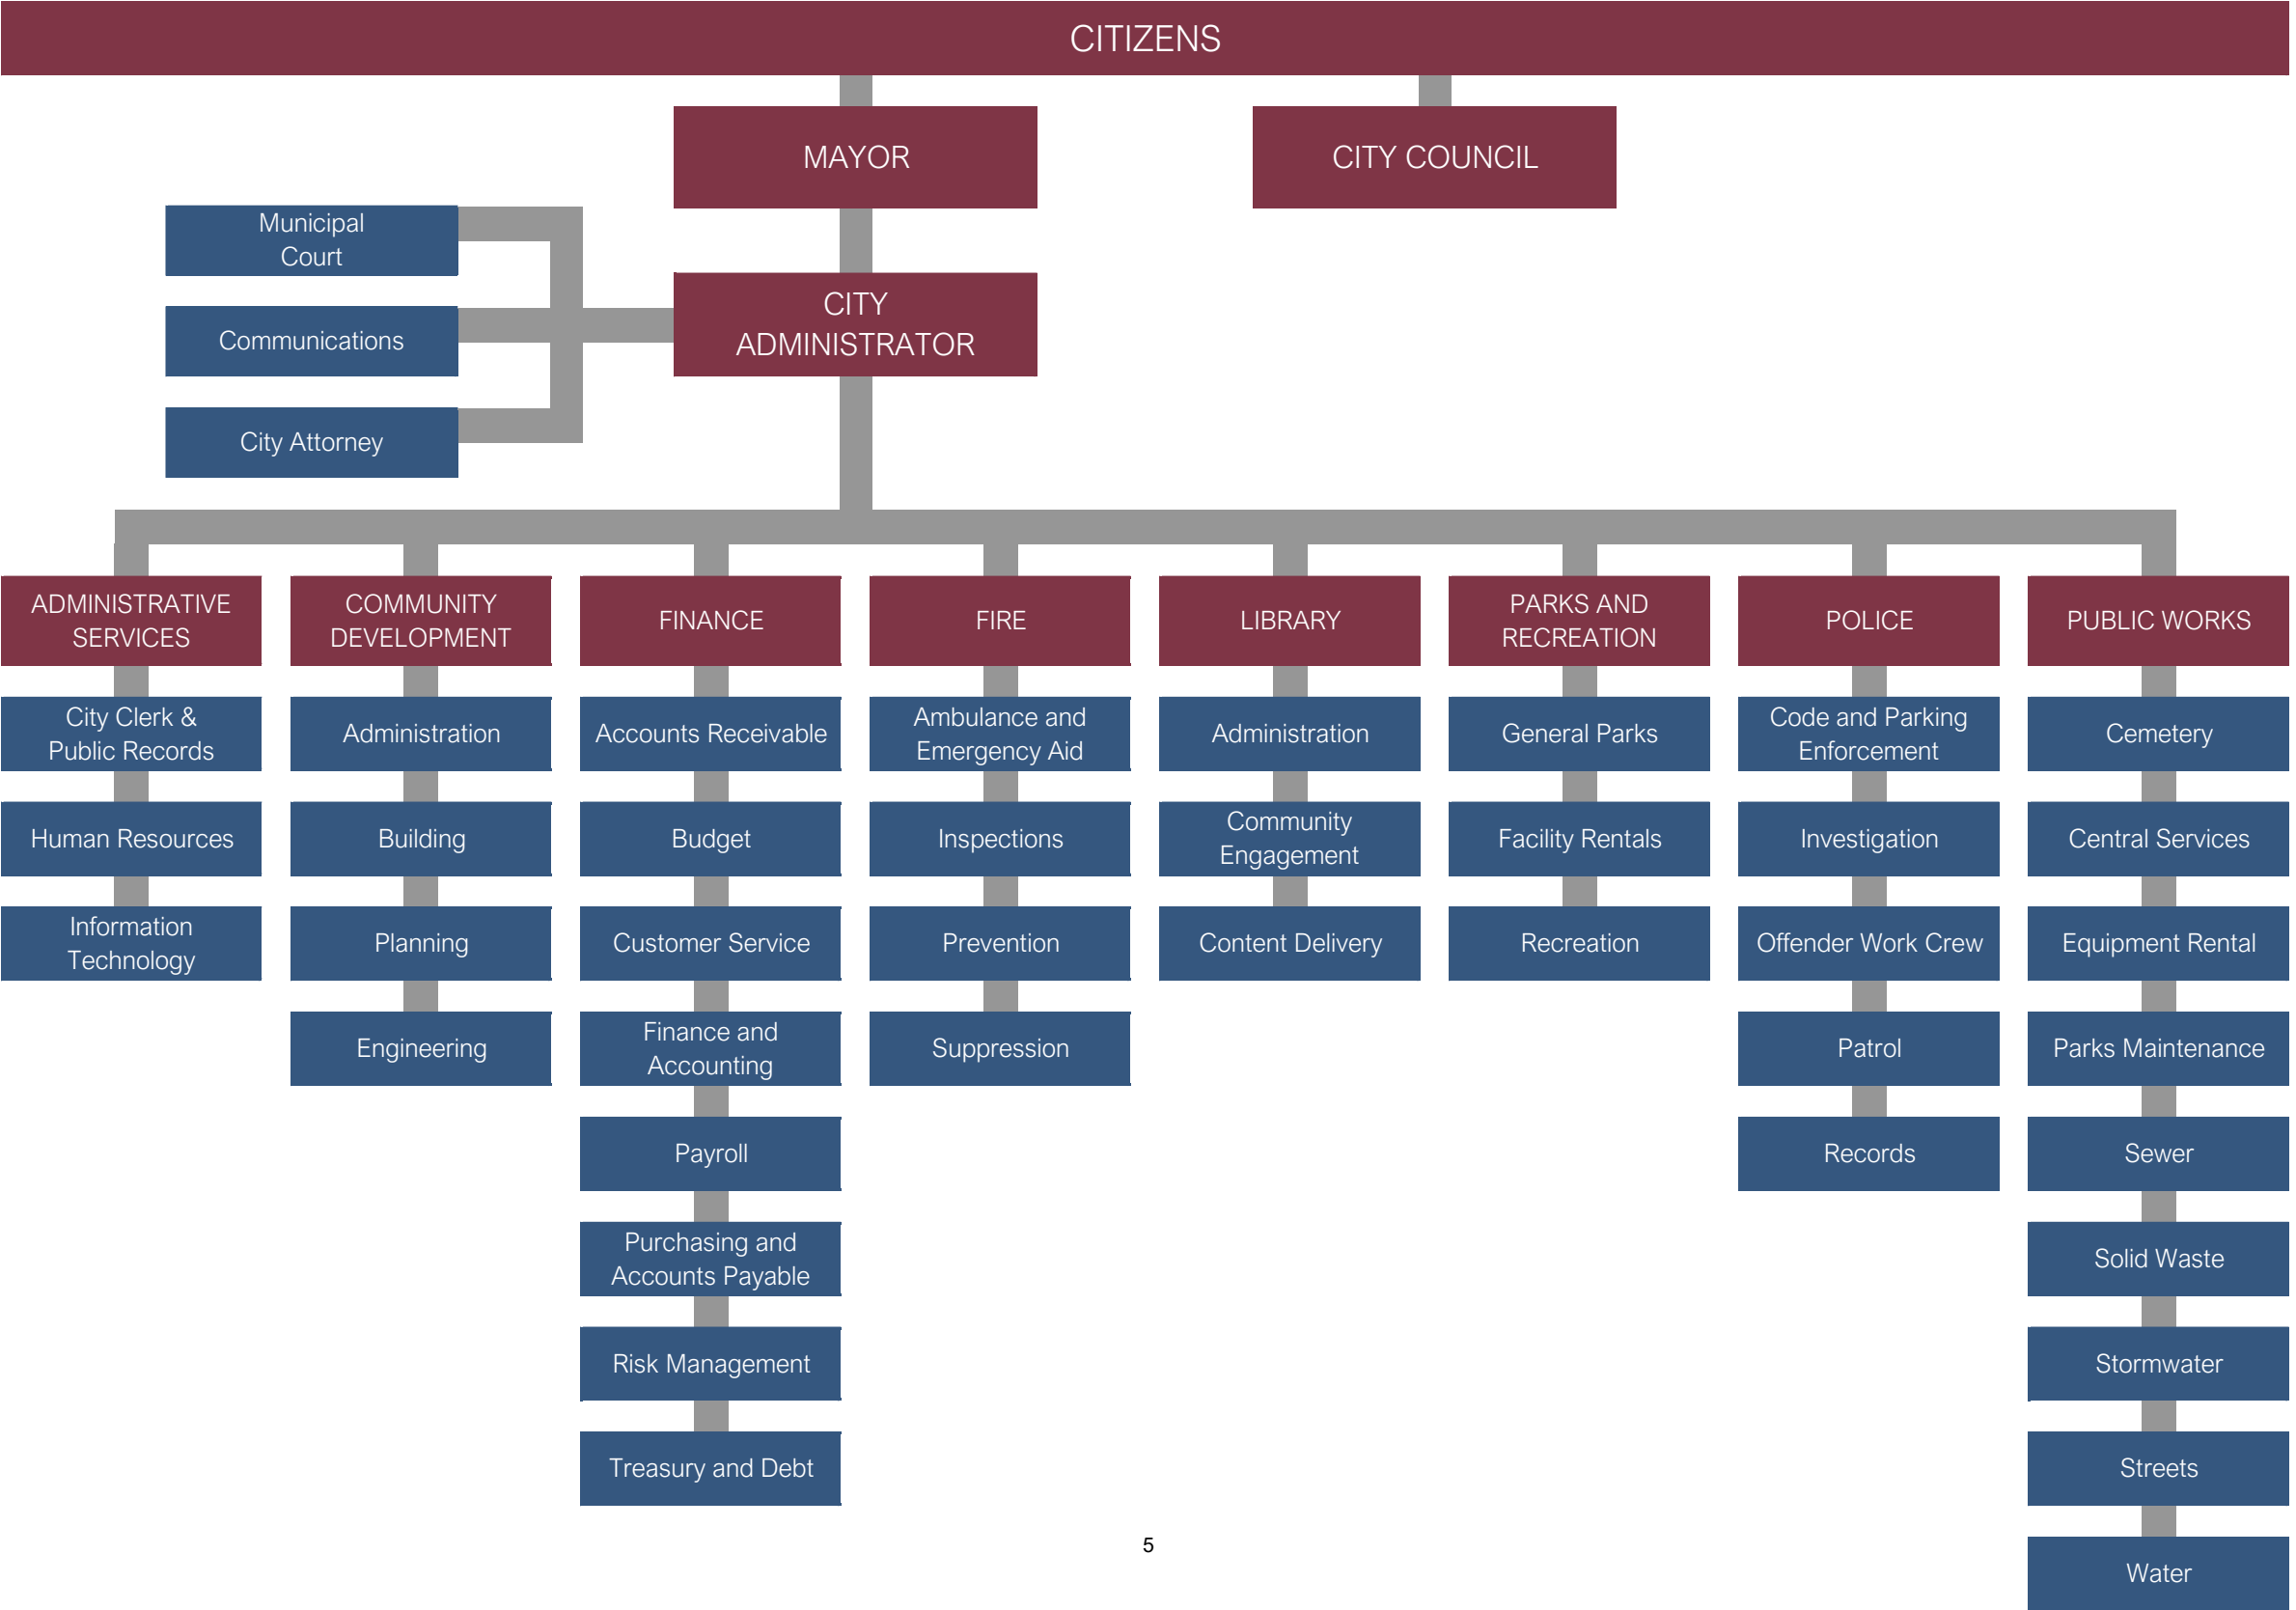 CITIZENS
MAYOR
CITY COUNCIL
Municipal
Court
CITY
ADMINISTRATOR
Communications
City Attorney
ADMINISTRATIVE
SERVICES
City Clerk &
Public Records
Human Resources
Information
Technology
COMMUNITY
DEVELOPMENT
Administration
Building
Planning
Engineering
FINANCE
Accounts Receivable
Budget
Customer Service
Finance and
Accounting
Payroll
Purchasing and
Accounts Payable
Risk Management
Treasury and Debt
FIRE
Ambulance and
Emergency Aid
Inspections
Prevention
Suppression
LIBRARY
Administration
Community
Engagement
Content Delivery
PARKS AND
RECREATION
General Parks
Facility Rentals
Recreation
POLICE
Code and Parking
Enforcement
Investigation
Offender Work Crew
Patrol
Records
PUBLIC WORKS
Cemetery
Central Services
Equipment Rental
Parks Maintenance
Sewer
Solid Waste
Stormwater
Streets
Water
5